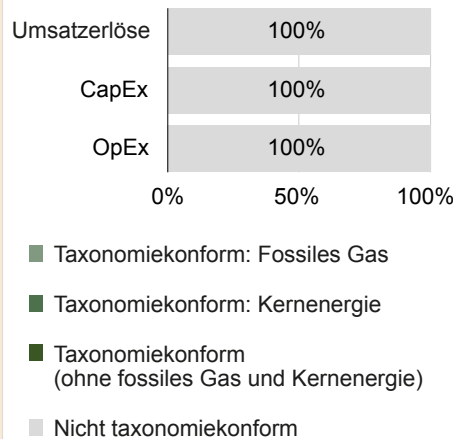 Umsatzerlöse 100%
CapEx 100%
OpEx 100%
0% 50% 100%
Taxonomiekonform: Fossiles Gas
Taxonomiekonform: Kernenergie
Taxonomiekonform
(ohne fossiles Gas und Kernenergie)
Nicht taxonomiekonform